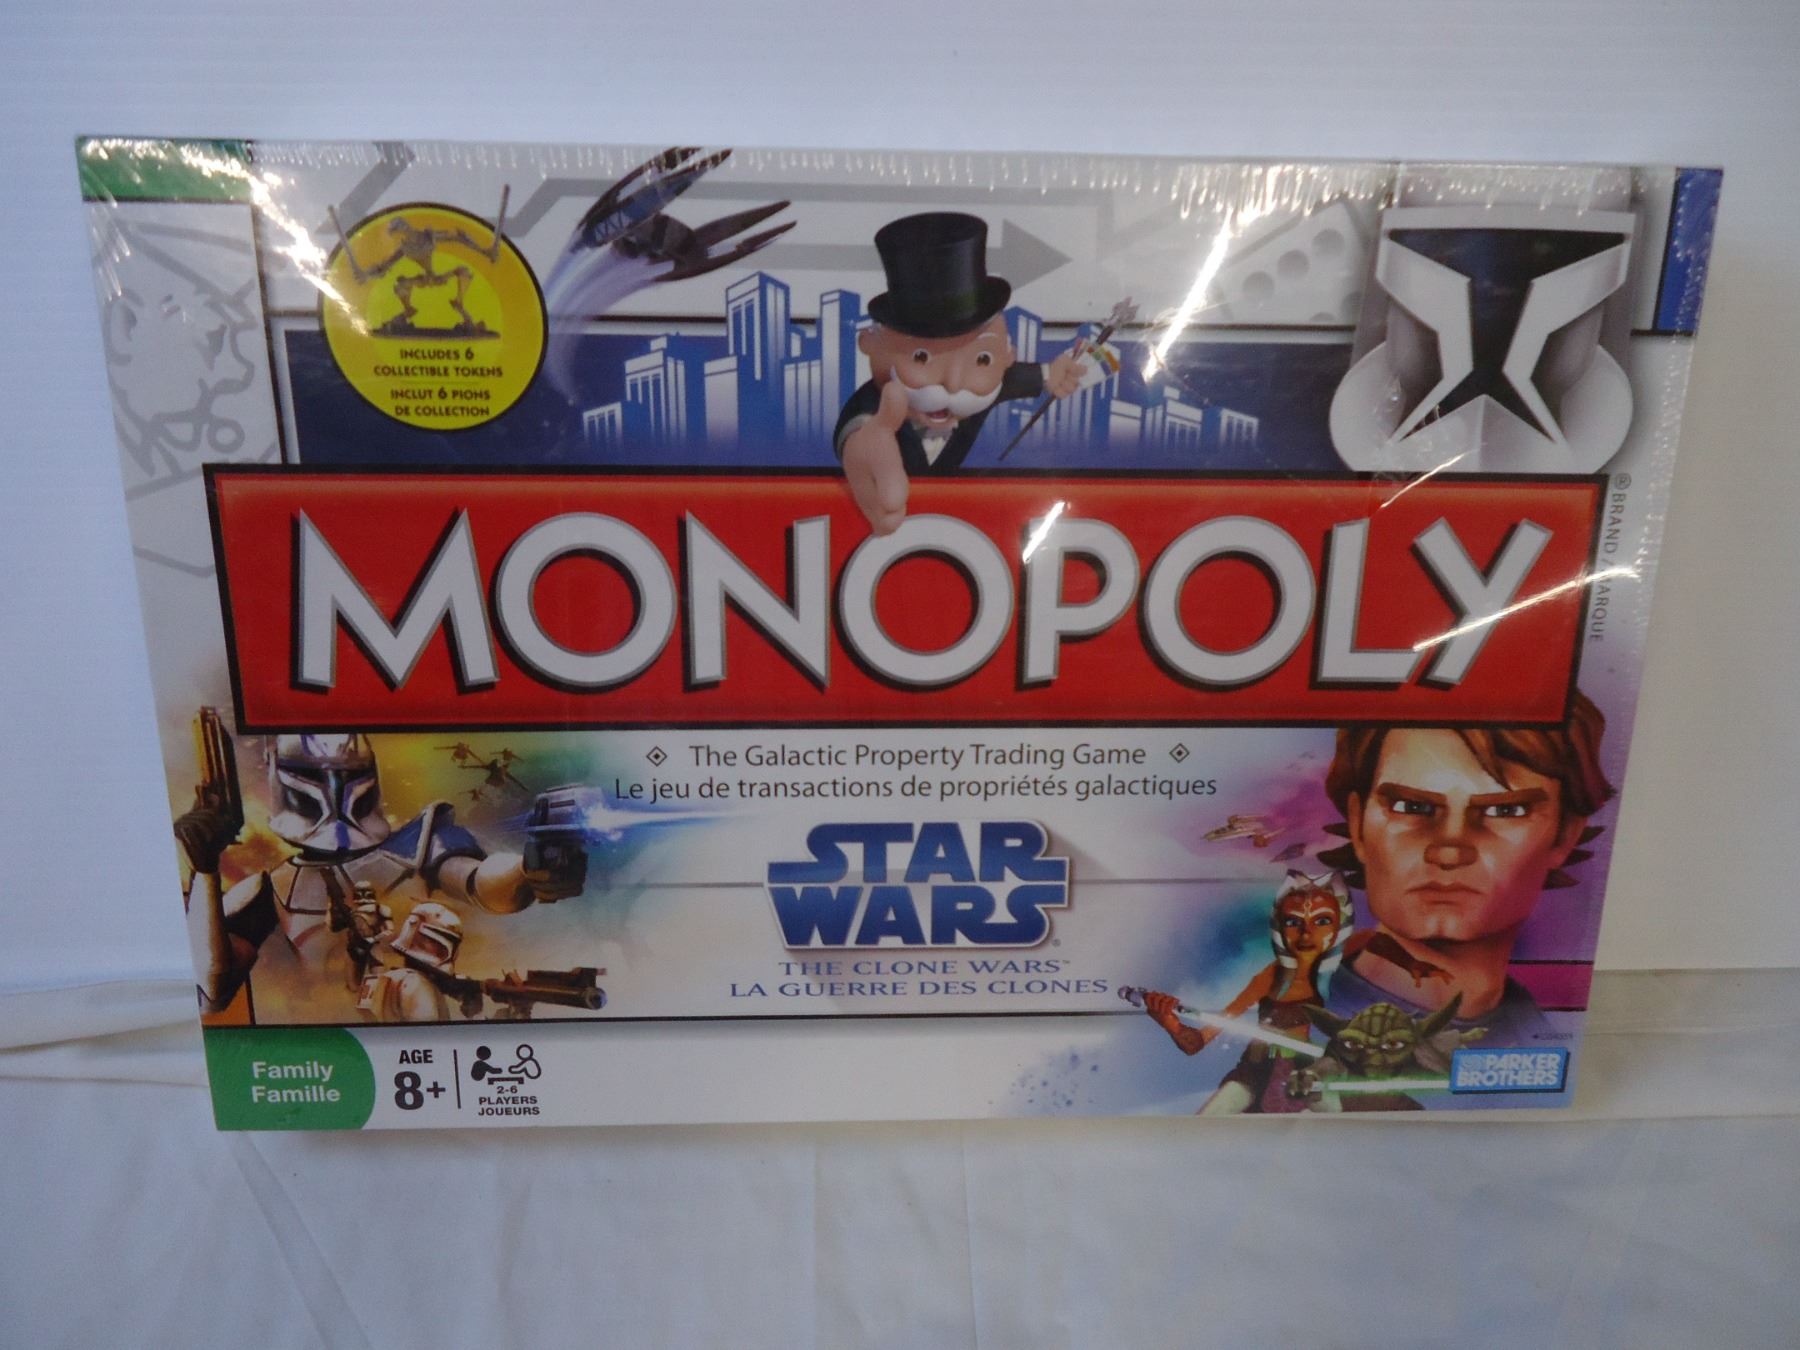 INCLUDES 6
COLLECTIBLE TOKENS
INCLUT 6 PIONS
DE COLLECTION
MONOPOLY
® BRAND /
The Galactic Property Trading Game
Le jeu de transactions de propriétés galactiques
STAR
WARS
THE CLONE WARS™
LA GUERRE DES CLONES
Family
Famille
AGE
8+
2-6
PLAYERS
JOUEURS
PARKER
BROTHERS